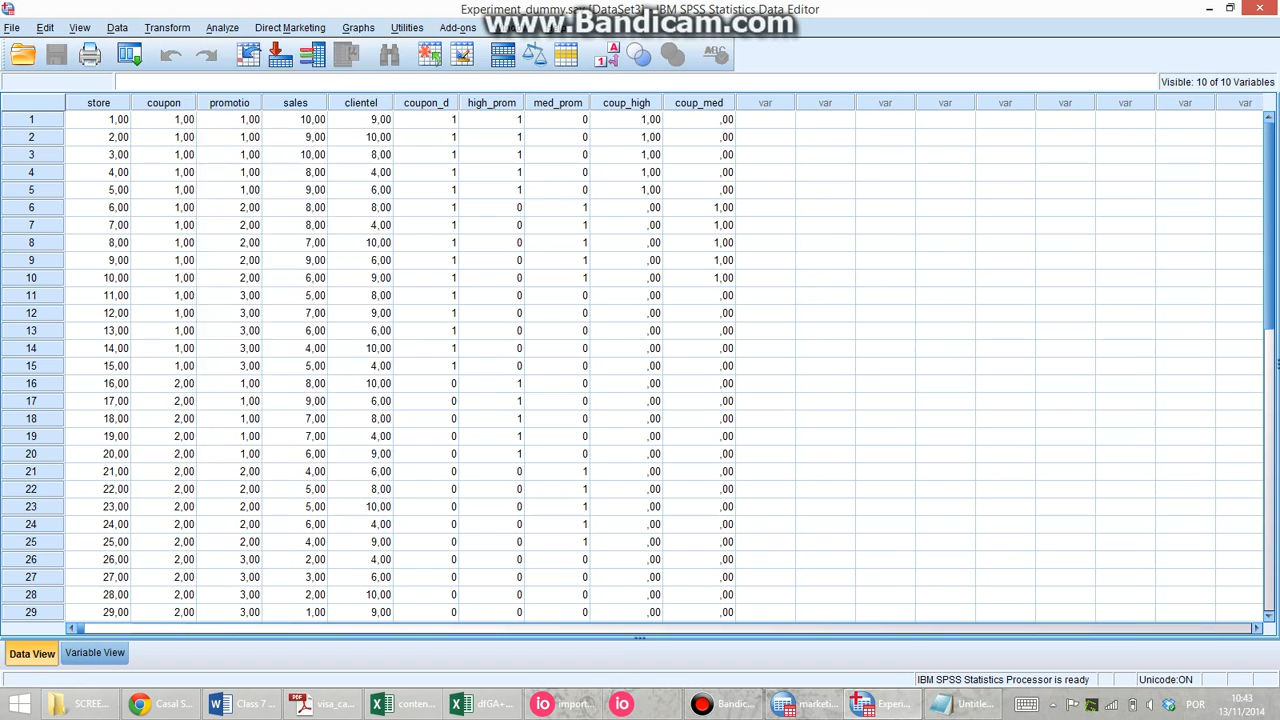 Experiment_dummy.sav [DataSet3] - IBM SPSS Statistics Data Editor
www.Bandicam.com
File Edit View Data Transform Analyze Direct Marketing Graphs Utilities Add-ons
Visible: 10 of 10 Variables
store coupon promotio sales clientel coupon_d high_prom med_prom coup_high coup_med var var var var var var var var var
1 1,00 1,00 1,00 10,00 9,00 1 1 0 1,00 ,00
2 2,00 1,00 1,00 9,00 10,00 1 1 0 1,00 ,00
3 3,00 1,00 1,00 10,00 8,00 1 1 0 1,00 ,00
4 4,00 1,00 1,00 8,00 4,00 1 1 0 1,00 ,00
5 5,00 1,00 1,00 9,00 6,00 1 1 0 1,00 ,00
6 6,00 1,00 2,00 8,00 8,00 1 0 1 ,00 1,00
7 7,00 1,00 2,00 8,00 4,00 1 0 1 ,00 1,00
8 8,00 1,00 2,00 7,00 10,00 1 0 1 ,00 1,00
9 9,00 1,00 2,00 9,00 6,00 1 0 1 ,00 1,00
10 10,00 1,00 2,00 6,00 9,00 1 0 1 ,00 1,00
11 11,00 1,00 3,00 5,00 8,00 1 0 0 ,00 ,00
12 12,00 1,00 3,00 7,00 9,00 1 0 0 ,00 ,00
13 13,00 1,00 3,00 6,00 6,00 1 0 0 ,00 ,00
14 14,00 1,00 3,00 4,00 10,00 1 0 0 ,00 ,00
15 15,00 1,00 3,00 5,00 4,00 1 0 0 ,00 ,00
16 16,00 2,00 1,00 8,00 10,00 0 1 0 ,00 ,00
17 17,00 2,00 1,00 9,00 6,00 0 1 0 ,00 ,00
18 18,00 2,00 1,00 7,00 8,00 0 1 0 ,00 ,00
19 19,00 2,00 1,00 7,00 4,00 0 1 0 ,00 ,00
20 20,00 2,00 1,00 6,00 9,00 0 1 0 ,00 ,00
21 21,00 2,00 2,00 4,00 6,00 0 0 1 ,00 ,00
22 22,00 2,00 2,00 5,00 8,00 0 0 1 ,00 ,00
23 23,00 2,00 2,00 5,00 10,00 0 0 1 ,00 ,00
24 24,00 2,00 2,00 6,00 4,00 0 0 1 ,00 ,00
25 25,00 2,00 2,00 4,00 9,00 0 0 1 ,00 ,00
26 26,00 2,00 3,00 2,00 4,00 0 0 0 ,00 ,00
27 27,00 2,00 3,00 3,00 6,00 0 0 0 ,00 ,00
28 28,00 2,00 3,00 2,00 10,00 0 0 0 ,00 ,00
29 29,00 2,00 3,00 1,00 9,00 0 0 0 ,00 ,00
Data View Variable View
IBM SPSS Statistics Processor is ready Unicode:ON
SCREE... Casal S... Class 7 ... visa_ca... conten... dfGA+... import... Bandic... market... Experi... Untitle... POR 10:43
13/11/2014